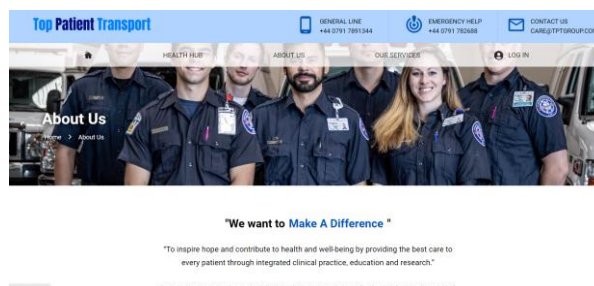 Top Patient Transport
GENERAL LINE
+44 0791 7891344
EMERGENCY HELP
+44 0791 782688
CONTACT US
CARE@TPTGROUP.COM
HEALTH HUB
ABOUT US
OUR SERVICES
LOG IN
About Us
Home > About Us
"We want to Make A Difference "
"To inspire hope and contribute to health and well-being by providing the best care to
every patient through integrated clinical practice, education and research."